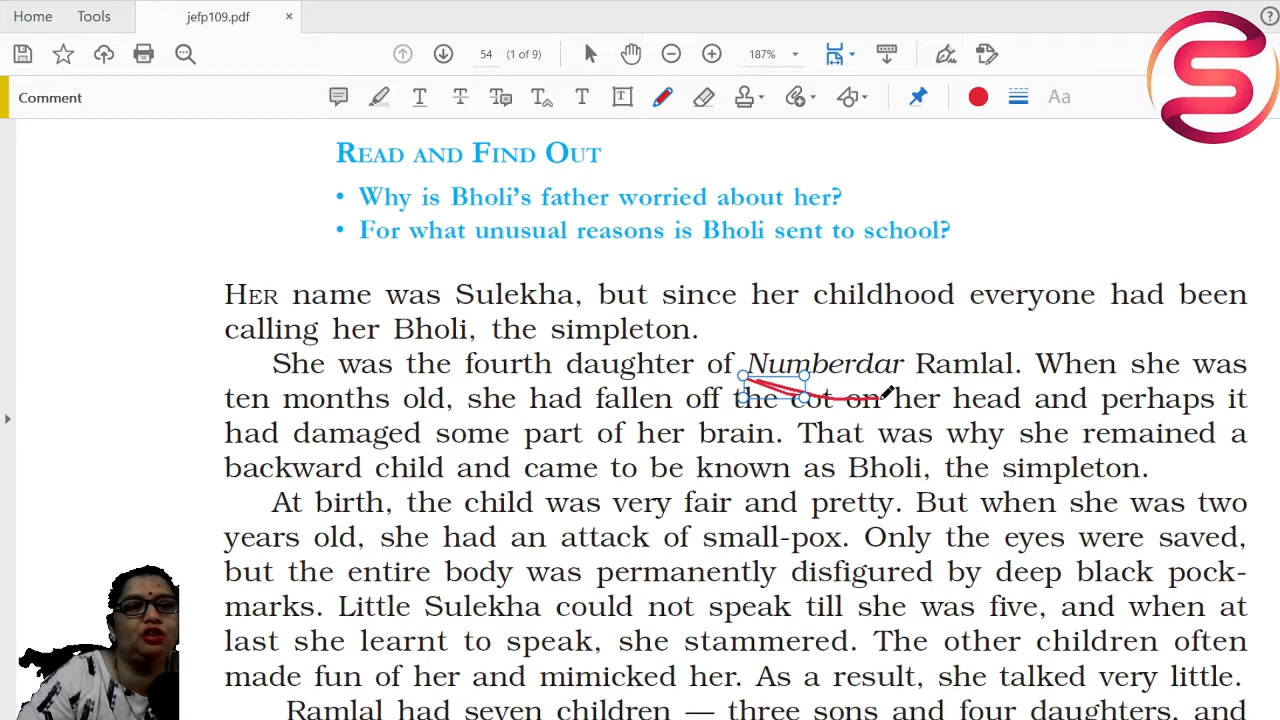 Home Tools jefp109.pdf ×
54 (1 of 9) 187%
Comment Aa
READ AND FIND OUT
• Why is Bholi's father worried about her?
• For what unusual reasons is Bholi sent to school?
HER name was Sulekha, but since her childhood everyone had been
calling her Bholi, the simpleton.
She was the fourth daughter of Numberdar Ramlal. When she was
ten months old, she had fallen off the cot on her head and perhaps it
had damaged some part of her brain. That was why she remained a
backward child and came to be known as Bholi, the simpleton.
At birth, the child was very fair and pretty. But when she was two
years old, she had an attack of small-pox. Only the eyes were saved,
but the entire body was permanently disfigured by deep black pock-
marks. Little Sulekha could not speak till she was five, and when at
last she learnt to speak, she stammered. The other children often
made fun of her and mimicked her. As a result, she talked very little.
Ramlal had seven children — three sons and four daughters, and